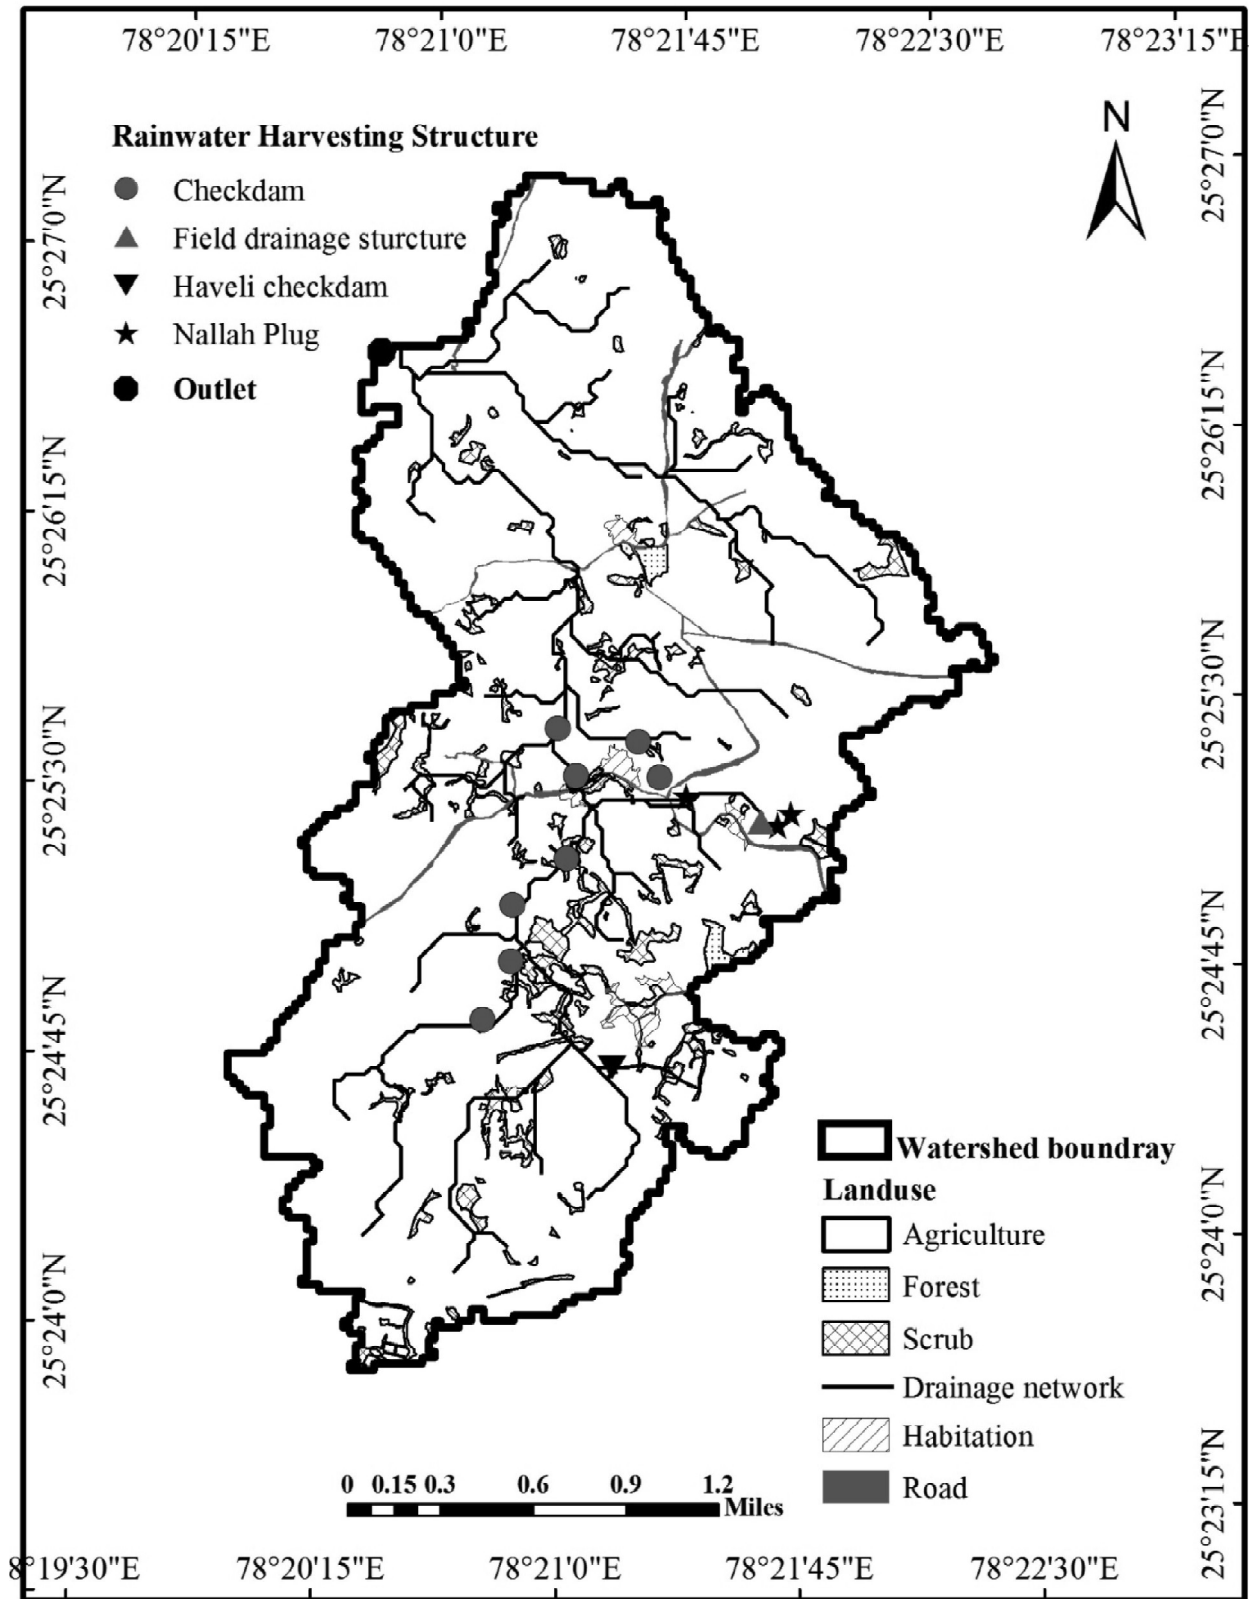 78°20'15"E 78°21'0"E 78°21'45"E 78°22'30"E 78°23'15"E
N
Rainwater Harvesting Structure
Checkdam
Field drainage sturcture
Haveli checkdam
Nallah Plug
Outlet
25°27'0"N
25°26'15"N
25°25'30"N
25°24'45"N
25°24'0"N
25°27'0"N
25°26'15"N
25°25'30"N
25°24'45"N
25°24'0"N
25°23'15"N
Watershed boundray
Landuse
Agriculture
Forest
Scrub
Drainage network
Habitation
Road
0 0.15 0.3 0.6 0.9 1.2
Miles
8°19'30"E 78°20'15"E 78°21'0"E 78°21'45"E 78°22'30"E